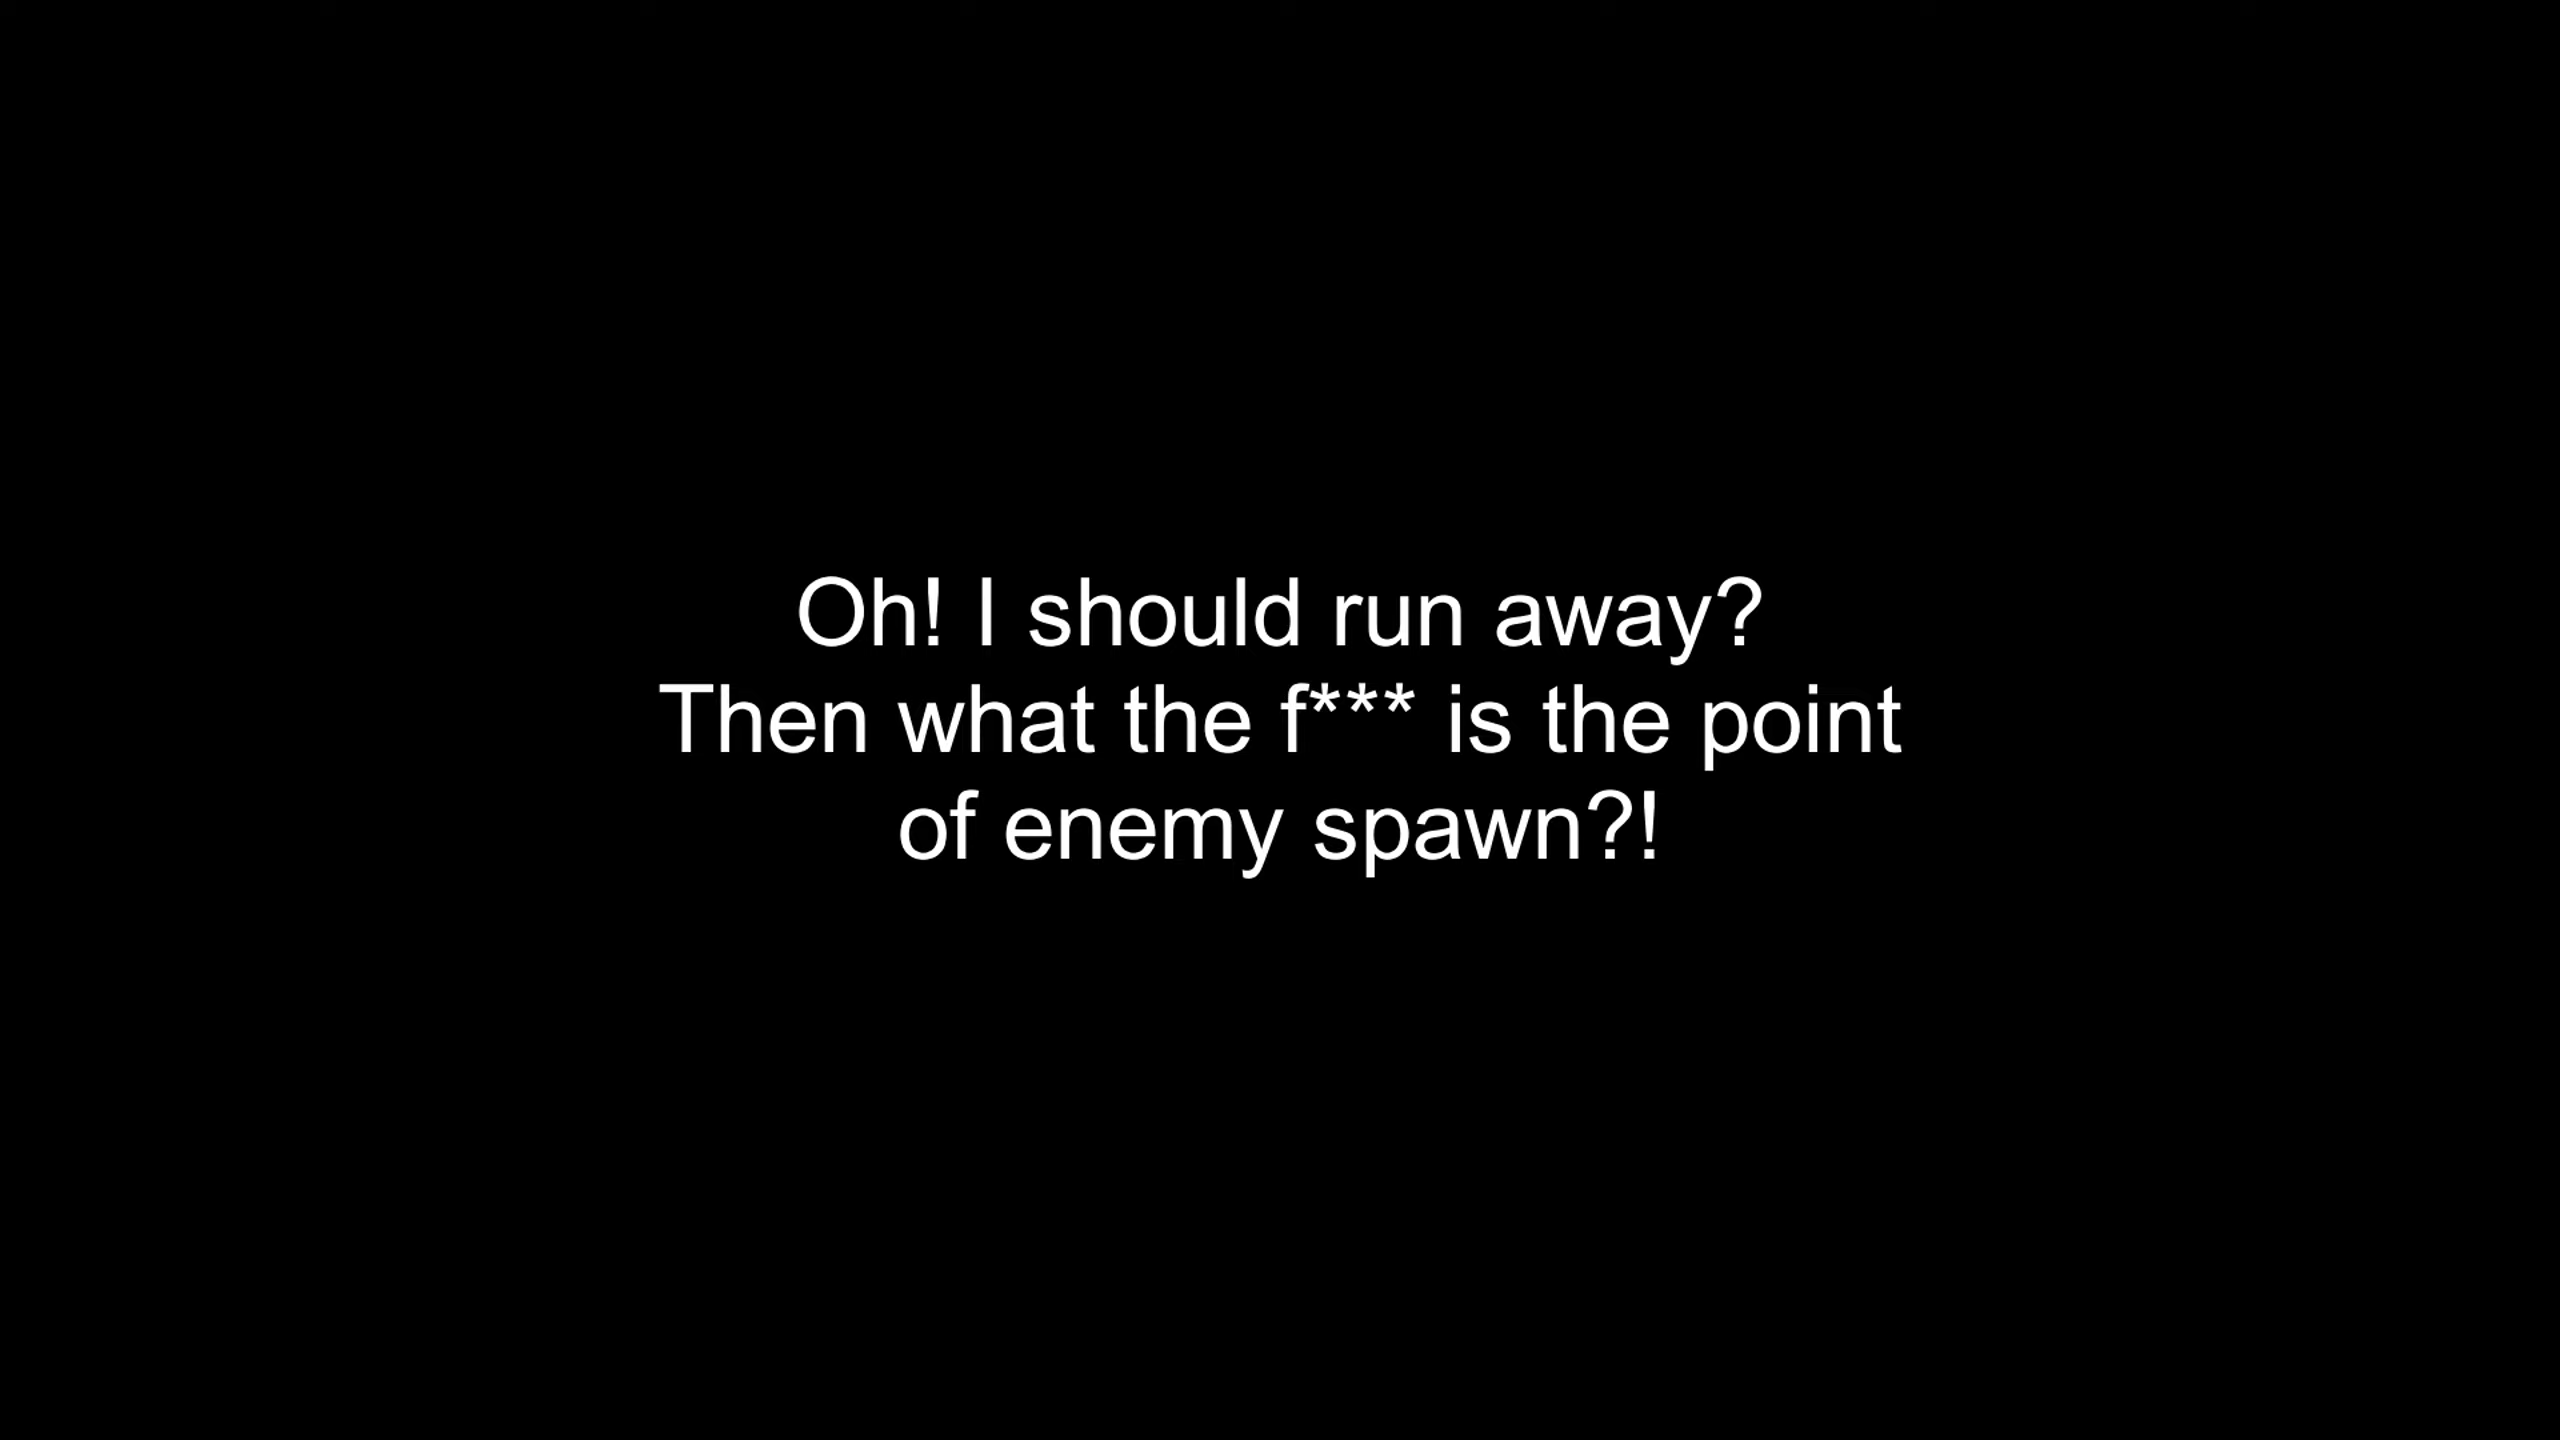 Oh! I should run away?
Then what the f*** is the point
of enemy spawn?!